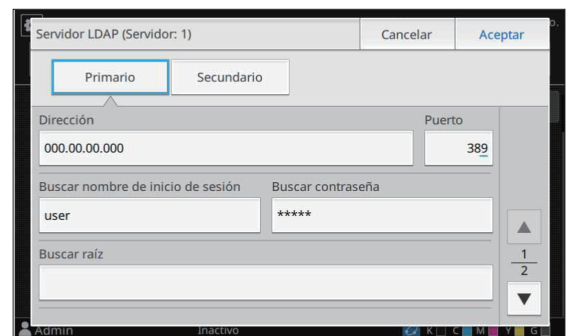 Servidor LDAP (Servidor: 1)
Cancelar
Aceptar
Primario
Secundario
Dirección
Puerto
000.00.00.000
389
Buscar nombre de inicio de sesión
Buscar contraseña
user
*****
Buscar raíz
1
2
Admin
Inactivo
K
C
M
Y
G